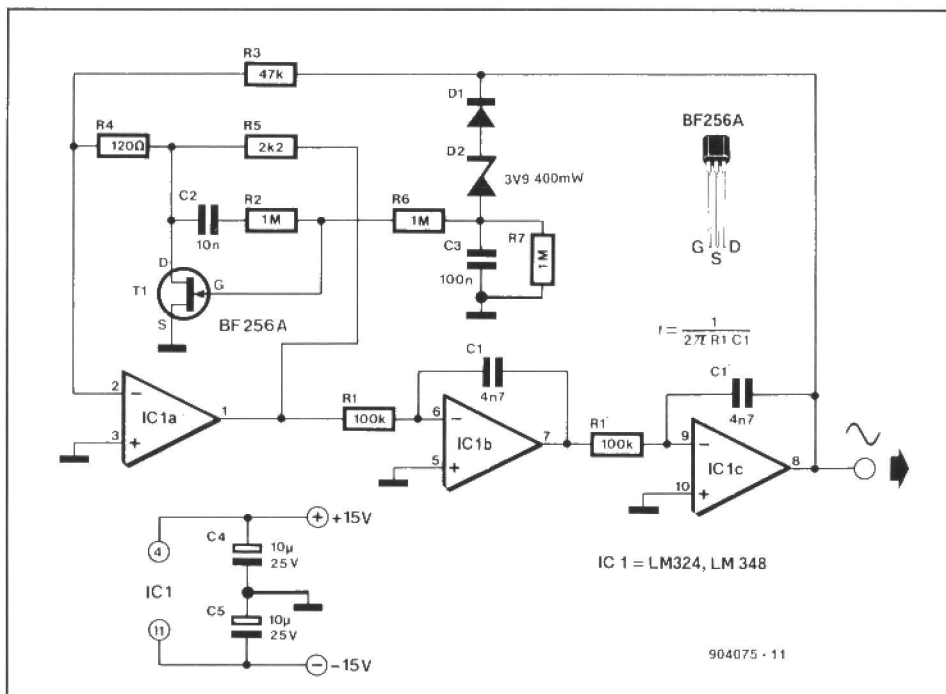 R3
47k
R4
120Ω
R5
2k2
C2
10n
R2
1M
R6
1M
D1
D2
3V9 400mW
C3
100n
R7
1M
BF256A
G
S
D
D
G
S
T1
BF256A
f = 1
2π R1 C1
2
3
IC1a
1
−
+
R1
100k
C1
4n7
6
5
IC1b
7
−
+
R1
100k
C1
4n7
9
10
IC1c
8
−
+
IC 1 = LM324, LM 348
+ +15V
4
C4
10µ
25V
IC1
C5
10µ
25V
11
− −15V
904075 - 11